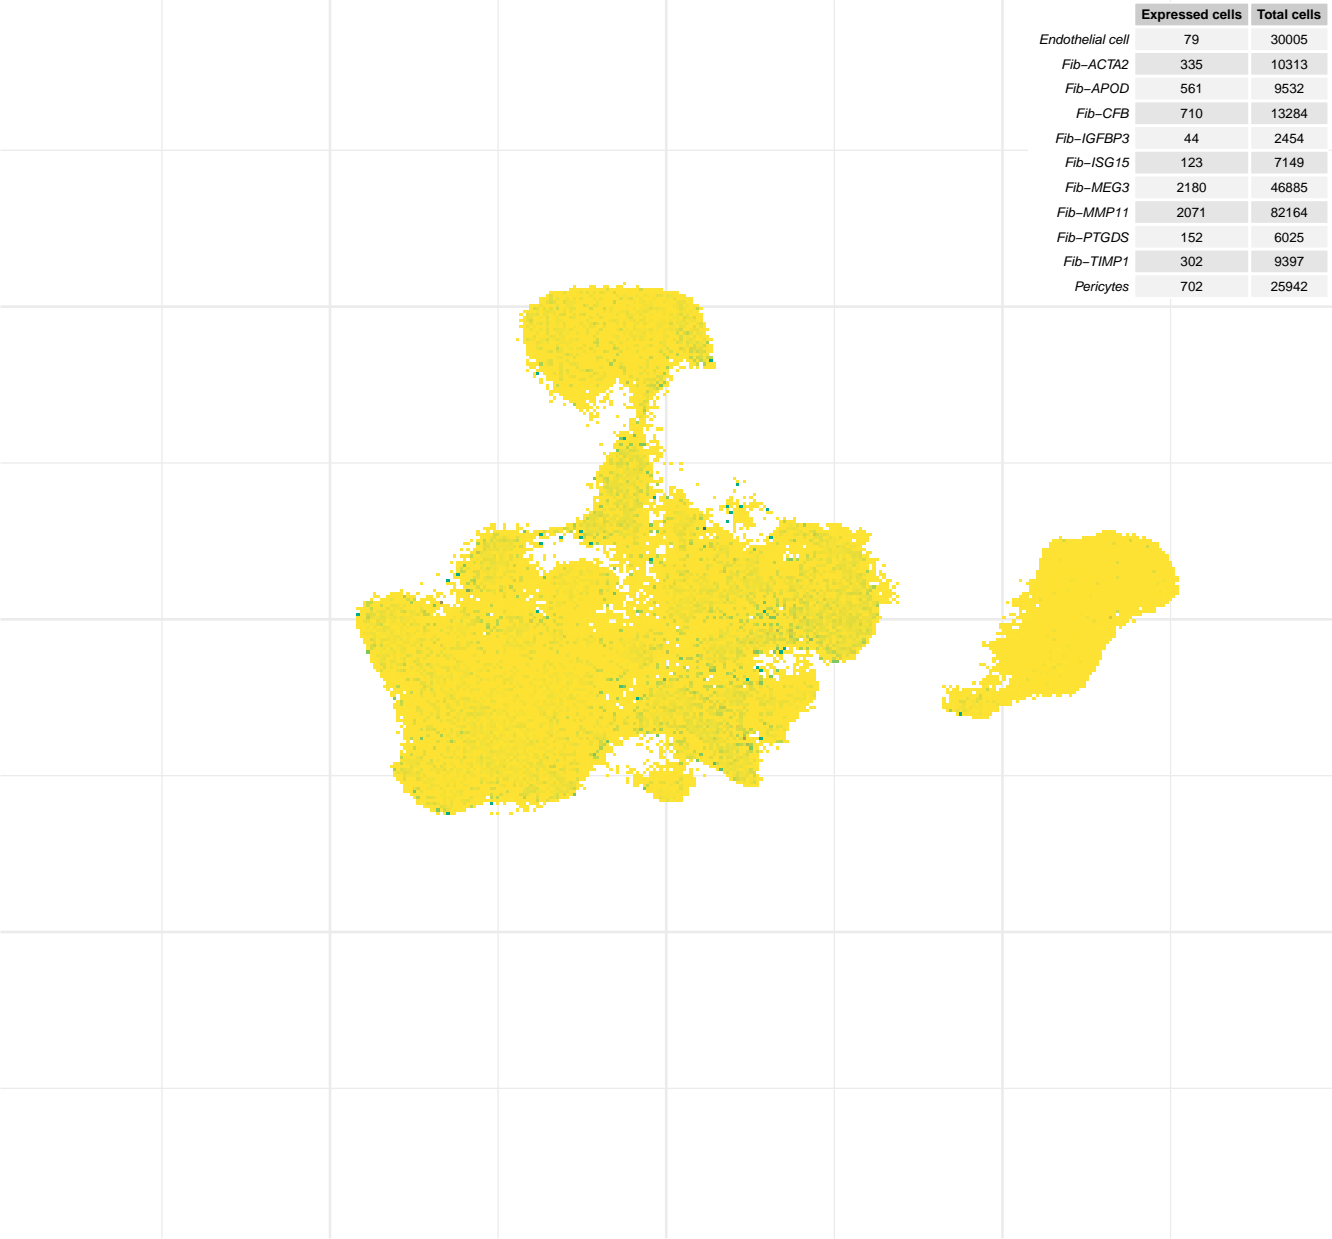 Expressed cells Total cells
Endothelial cell 79 30005
Fib−ACTA2 335 10313
Fib−APOD 561 9532
Fib−CFB 710 13284
Fib−IGFBP3 44 2454
Fib−ISG15 123 7149
Fib−MEG3 2180 46885
Fib−MMP11 2071 82164
Fib−PTGDS 152 6025
Fib−TIMP1 302 9397
Pericytes 702 25942